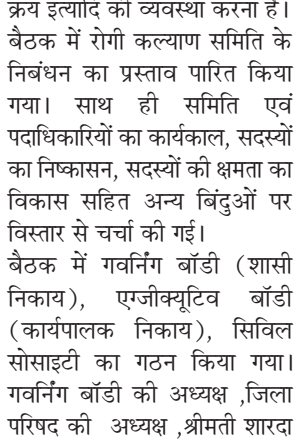 क्रय इत्यादि की व्यवस्था करना है।
बैठक में रोगी कल्याण समिति के
निबंधन का प्रस्ताव पारित किया
गया। साथ ही समिति एवं
पदाधिकारियों का कार्यकाल, सदस्यों
का निष्कासन, सदस्यों की क्षमता का
विकास सहित अन्य बिंदुओं पर
विस्तार से चर्चा की गई।
बैठक में गवर्निंग बॉडी (शासी
निकाय), एग्जीक्यूटिव बॉडी
(कार्यपालक निकाय), सिविल
सोसाइटी का गठन किया गया।
गवर्निंग बॉडी की अध्यक्ष ,जिला
परिषद की अध्यक्ष ,श्रीमती शारदा